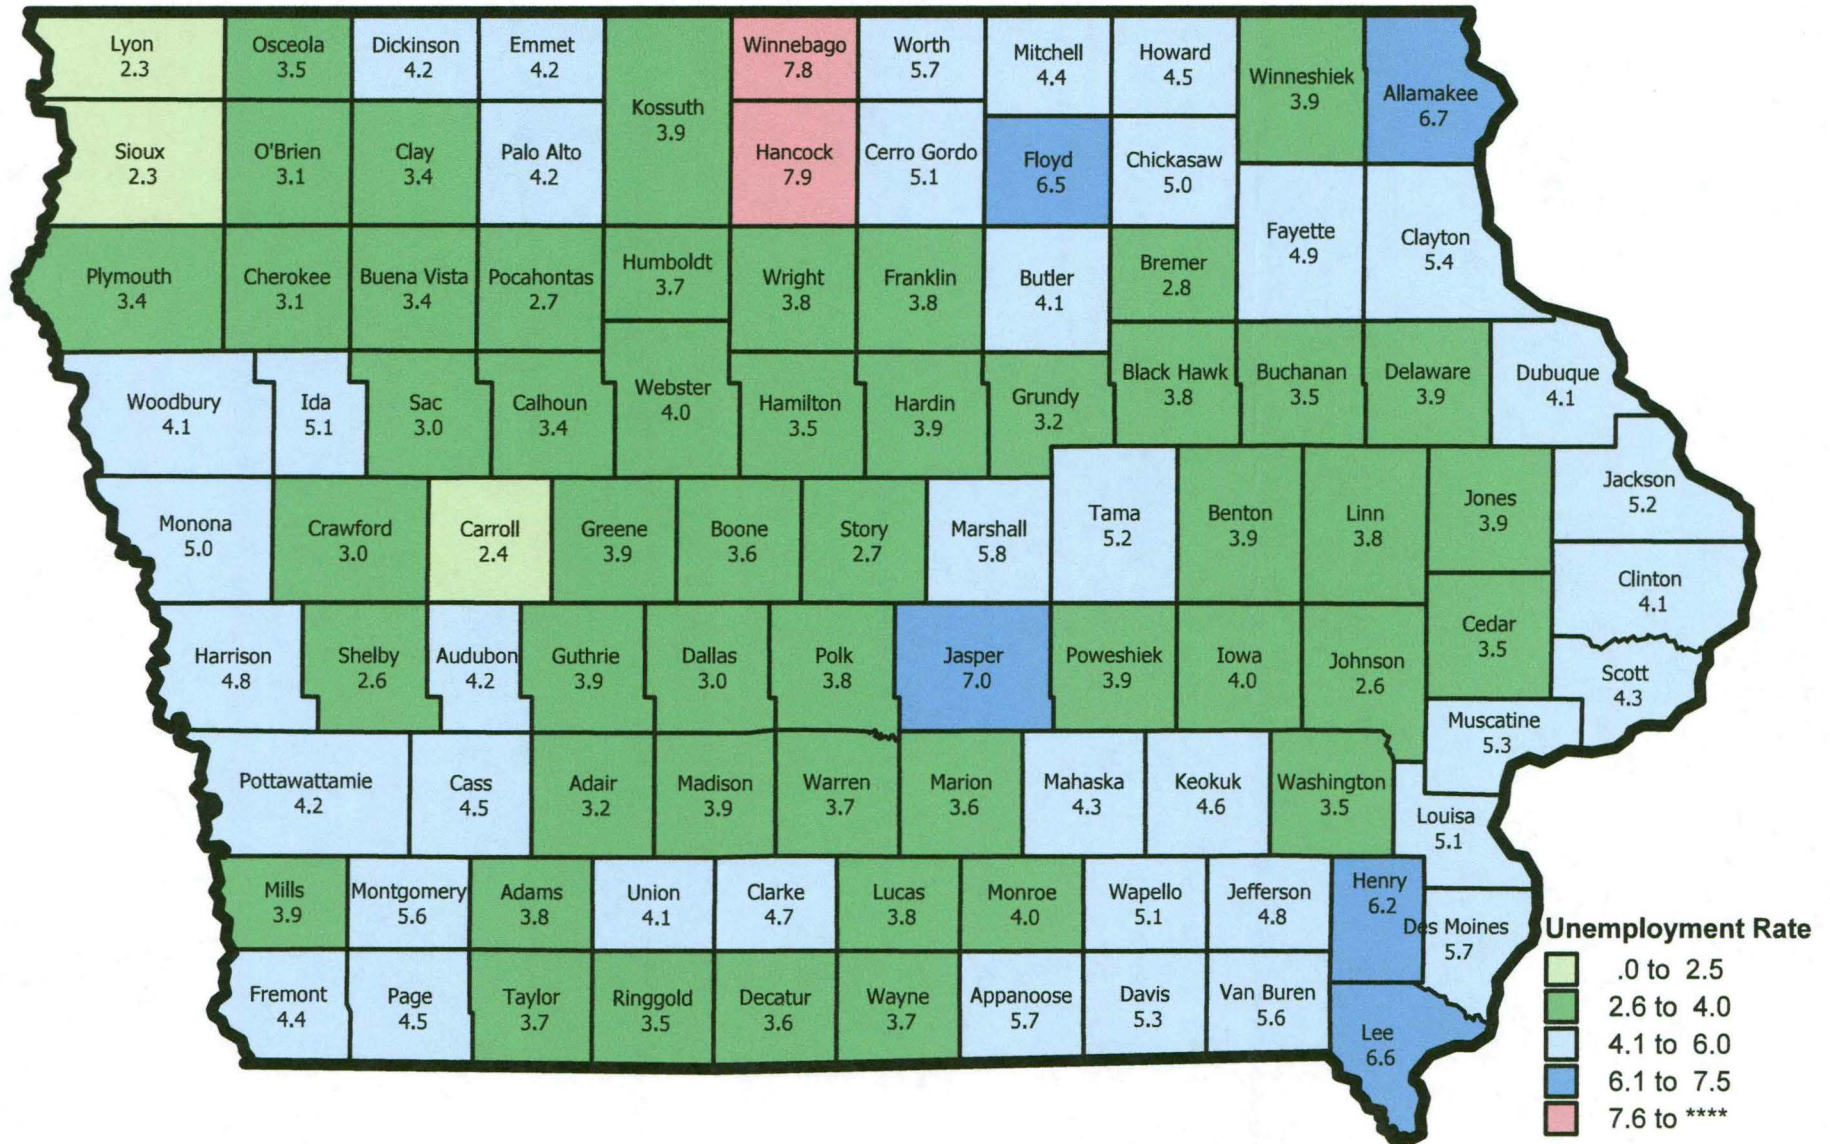 Lyon
2.3
Osceola
3.5
Dickinson
4.2
Emmet
4.2
Kossuth
3.9
Winnebago
7.8
Worth
5.7
Mitchell
4.4
Howard
4.5
Winneshiek
3.9
Allamakee
6.7
Sioux
2.3
O'Brien
3.1
Clay
3.4
Palo Alto
4.2
Hancock
7.9
Cerro Gordo
5.1
Floyd
6.5
Chickasaw
5.0
Fayette
4.9
Clayton
5.4
Plymouth
3.4
Cherokee
3.1
Buena Vista
3.4
Pocahontas
2.7
Humboldt
3.7
Wright
3.8
Franklin
3.8
Butler
4.1
Bremer
2.8
Woodbury
4.1
Ida
5.1
Sac
3.0
Calhoun
3.4
Webster
4.0
Hamilton
3.5
Hardin
3.9
Grundy
3.2
Black Hawk
3.8
Buchanan
3.5
Delaware
3.9
Dubuque
4.1
Monona
5.0
Crawford
3.0
Carroll
2.4
Greene
3.9
Boone
3.6
Story
2.7
Marshall
5.8
Tama
5.2
Benton
3.9
Linn
3.8
Jones
3.9
Jackson
5.2
Clinton
4.1
Harrison
4.8
Shelby
2.6
Audubon
4.2
Guthrie
3.9
Dallas
3.0
Polk
3.8
Jasper
7.0
Poweshiek
3.9
Iowa
4.0
Johnson
2.6
Cedar
3.5
Scott
4.3
Muscatine
5.3
Pottawattamie
4.2
Cass
4.5
Adair
3.2
Madison
3.9
Warren
3.7
Marion
3.6
Mahaska
4.3
Keokuk
4.6
Washington
3.5
Louisa
5.1
Mills
3.9
Montgomery
5.6
Adams
3.8
Union
4.1
Clarke
4.7
Lucas
3.8
Monroe
4.0
Wapello
5.1
Jefferson
4.8
Henry
6.2
Des Moines
5.7
Fremont
4.4
Page
4.5
Taylor
3.7
Ringgold
3.5
Decatur
3.6
Wayne
3.7
Appanoose
5.7
Davis
5.3
Van Buren
5.6
Lee
6.6
Unemployment Rate
.0 to 2.5
2.6 to 4.0
4.1 to 6.0
6.1 to 7.5
7.6 to ****